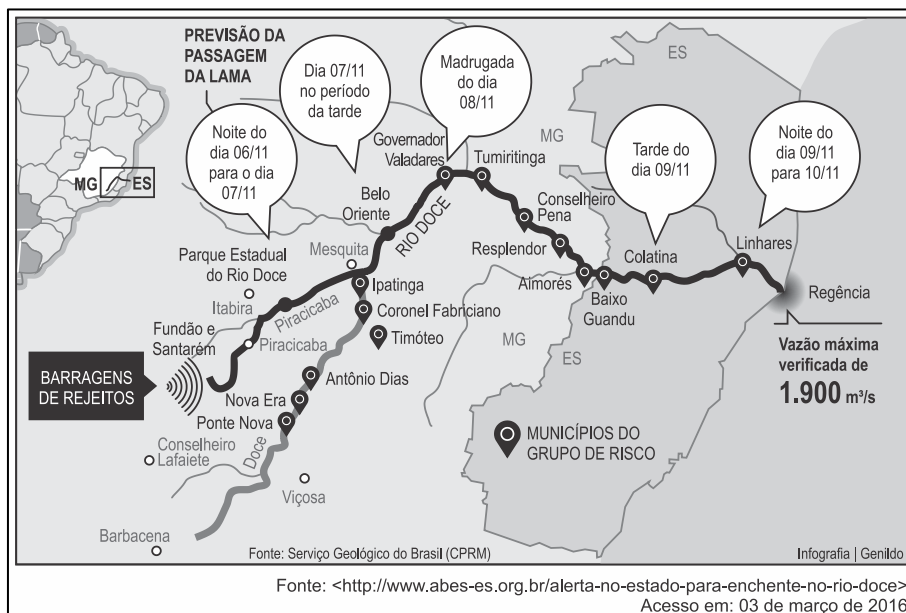 PREVISÃO DA
PASSAGEM
DA LAMA
Noite do
dia 06/11
para o dia
07/11
Dia 07/11
no período
da tarde
Madrugada
do dia
08/11
Tarde do
dia 09/11
Noite do
dia 09/11
para 10/11
ES
MG
MG
ES
MG
ES
Governador
Valadares
Tumiritinga
Belo
Oriente
RIO DOCE
Conselheiro
Pena
Resplendor
Aimorés
Baixo
Guandu
Colatina
Linhares
Regência
Mesquita
Parque Estadual
do Rio Doce
Itabira
Piracicaba
Piracicaba
Ipatinga
Coronel Fabriciano
Timóteo
Fundão e
Santarém
BARRAGENS
DE REJEITOS
Antônio Dias
Nova Era
Ponte Nova
Doce
Conselheiro
Lafaiete
Viçosa
Barbacena
Vazão máxima
verificada de
1.900 m³/s
MUNICÍPIOS DO
GRUPO DE RISCO
Fonte: Serviço Geológico do Brasil (CPRM)
Infografia | Genildo
Fonte: <http://www.abes-es.org.br/alerta-no-estado-para-enchente-no-rio-doce>
Acesso em: 03 de março de 2016